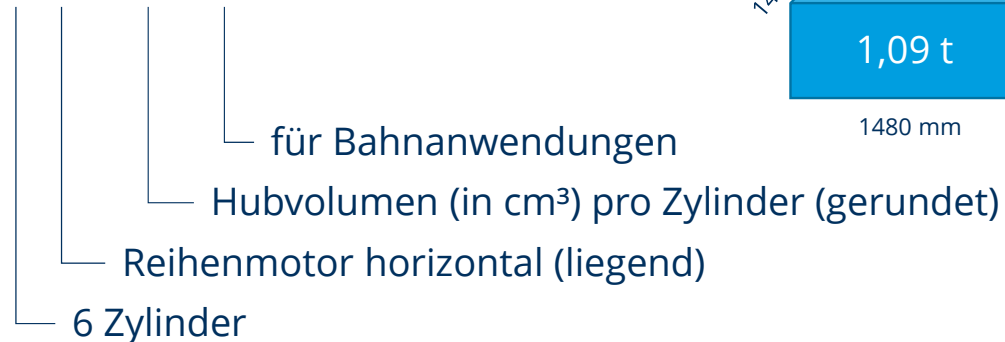 1,09 t
1480 mm
für Bahnanwendungen
Hubvolumen (in cm³) pro Zylinder (gerundet)
Reihenmotor horizontal (liegend)
6 Zylinder